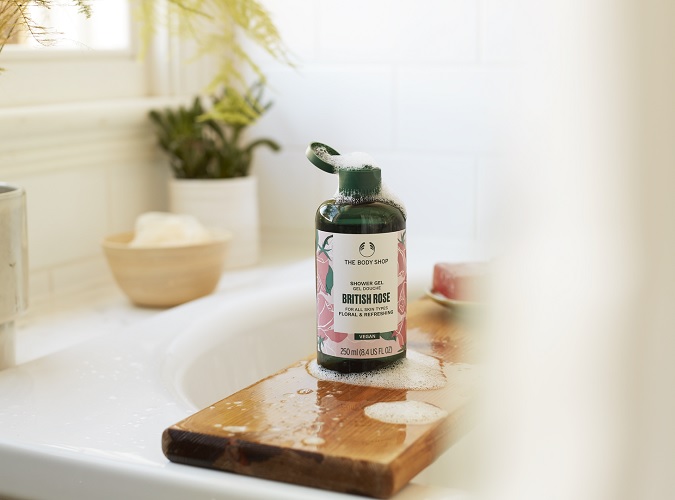 THE BODY SHOP
SHOWER GEL
GEL DOUCHE
BRITISH ROSE
FOR ALL SKIN TYPES
FLORAL & REFRESHING
VEGAN
250 ml (8.4 US FL OZ)